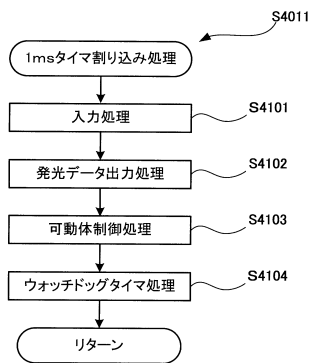 S4011
1msタイマ割り込み処理
入力処理
S4101
発光データ出力処理
S4102
可動体制御処理
S4103
ウォッチドッグタイマ処理
S4104
リターン